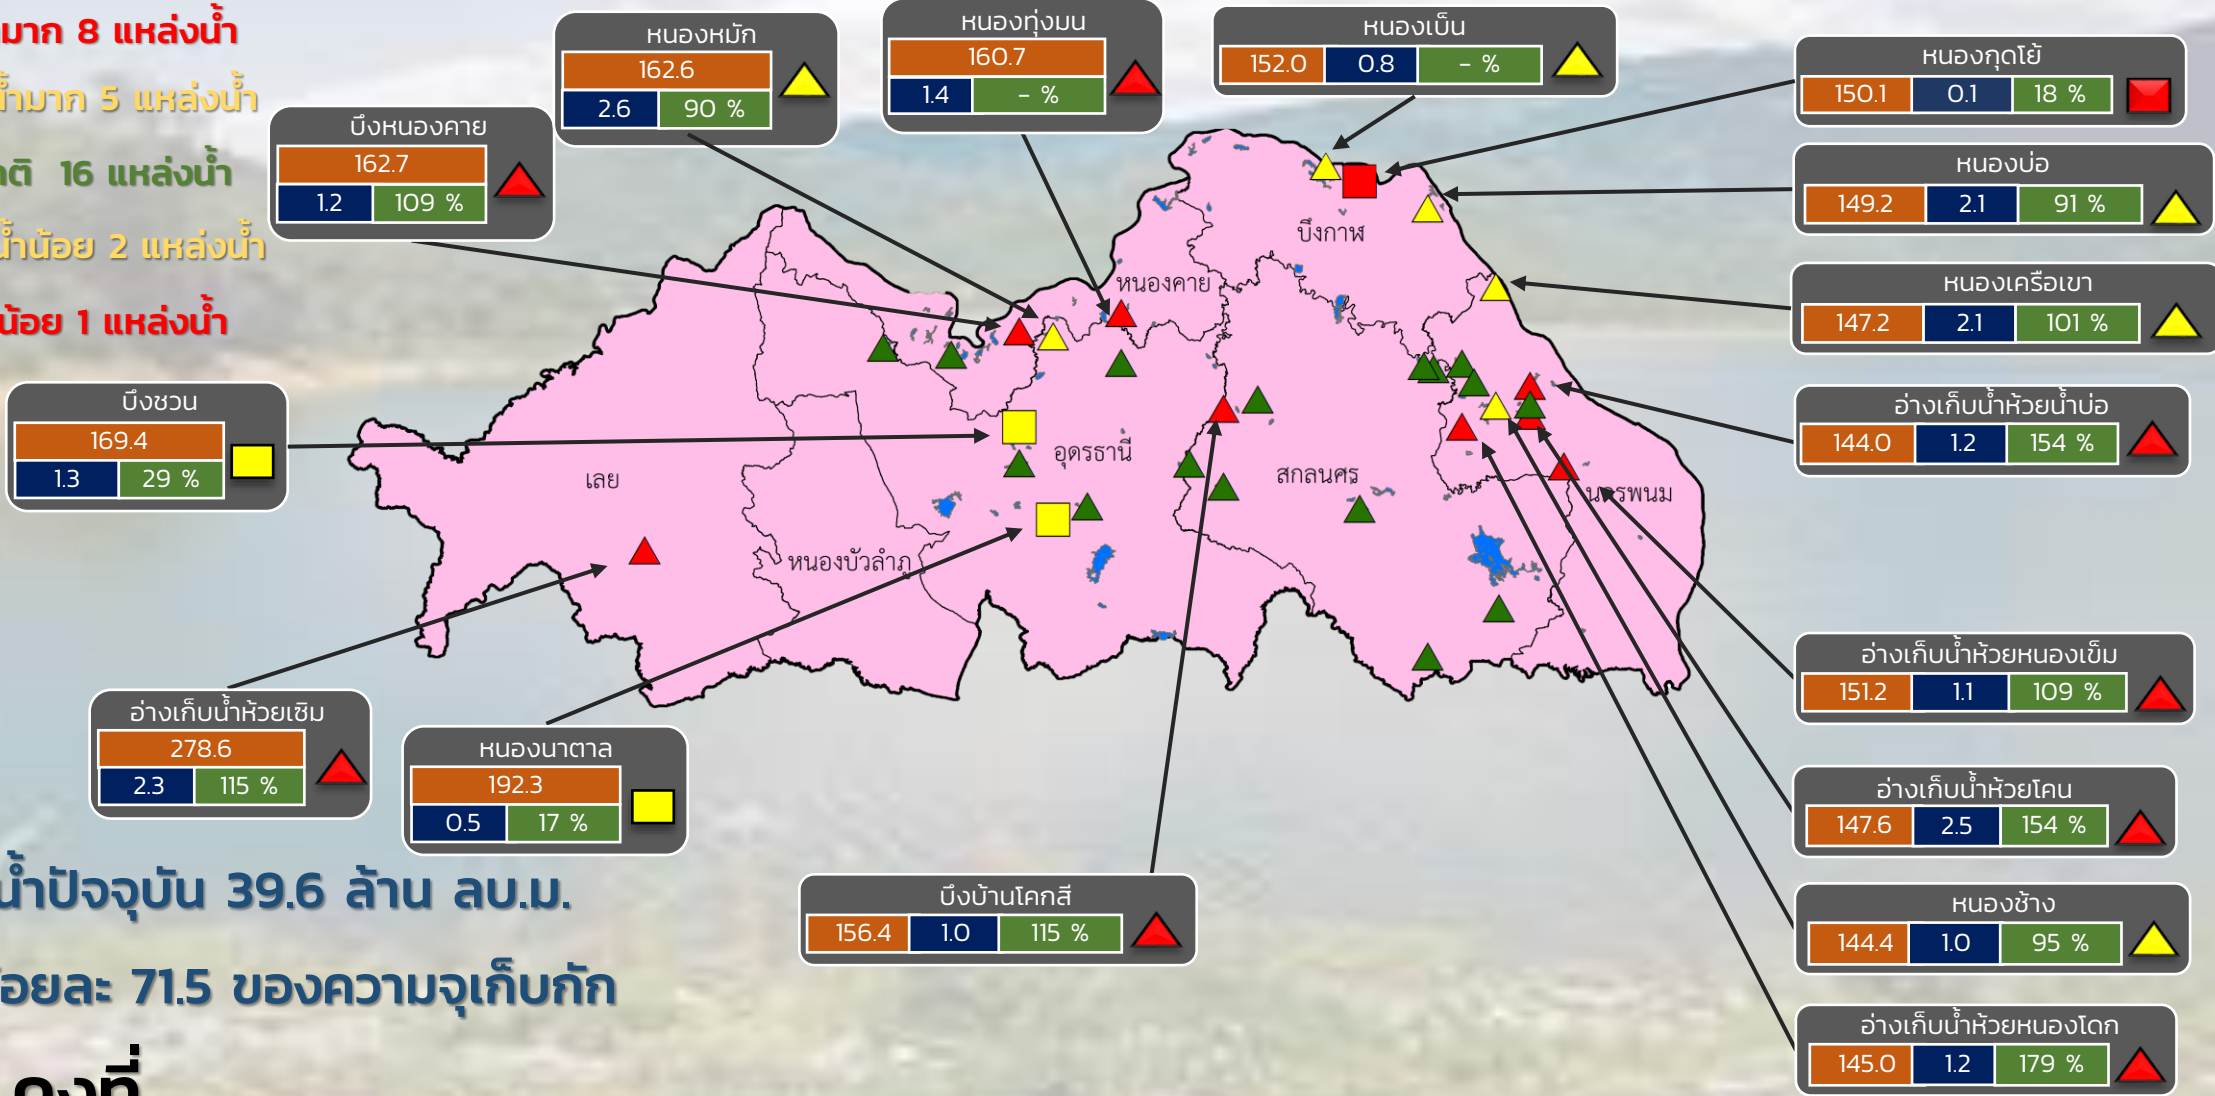 มาก 8 แหล่งน้ำ
น้ำมาก 5 แหล่งน้ำ
16 แหล่งน้ำ
น้ำน้อย 2 แหล่งน้ำ
น้อย 1 แหล่งน้ำ
หนองหมัก
162.6
2.6 90 %
หนองทุ่งมน
160.7
1.4 - %
หนองเบ็น
152.0 0.8 - %
หนองกุดโย้
150.1 0.1 18 %
บึงหนองคาย
162.7
1.2 109 %
หนองบ่อ
149.2 2.1 91 %
หนองเครือเขา
147.2 2.1 101 %
บึงชวน
169.4
1.3 29 %
อ่างเก็บน้ำห้วยน้ำบ่อ
144.0 1.2 154 %
บึงกาฬ
หนองคาย
อุดรธานี
เลย
สกลนคร
นครพนม
หนองบัวลำภู
อ่างเก็บน้ำห้วยหนองเข็ม
151.2 1.1 109 %
อ่างเก็บน้ำห้วยเซิม
278.6
2.3 115 %
หนองนาตาล
192.3
0.5 17 %
อ่างเก็บน้ำห้วยโคน
147.6 2.5 154 %
บึงบ้านโคกสี
156.4 1.0 115 %
หนองช้าง
144.4 1.0 95 %
อ่างเก็บน้ำห้วยหนองโดก
145.0 1.2 179 %
น้ำปัจจุบัน 39.6 ล้าน ลบ.ม.
71.5 ของความจุเก็บกัก
คงที่